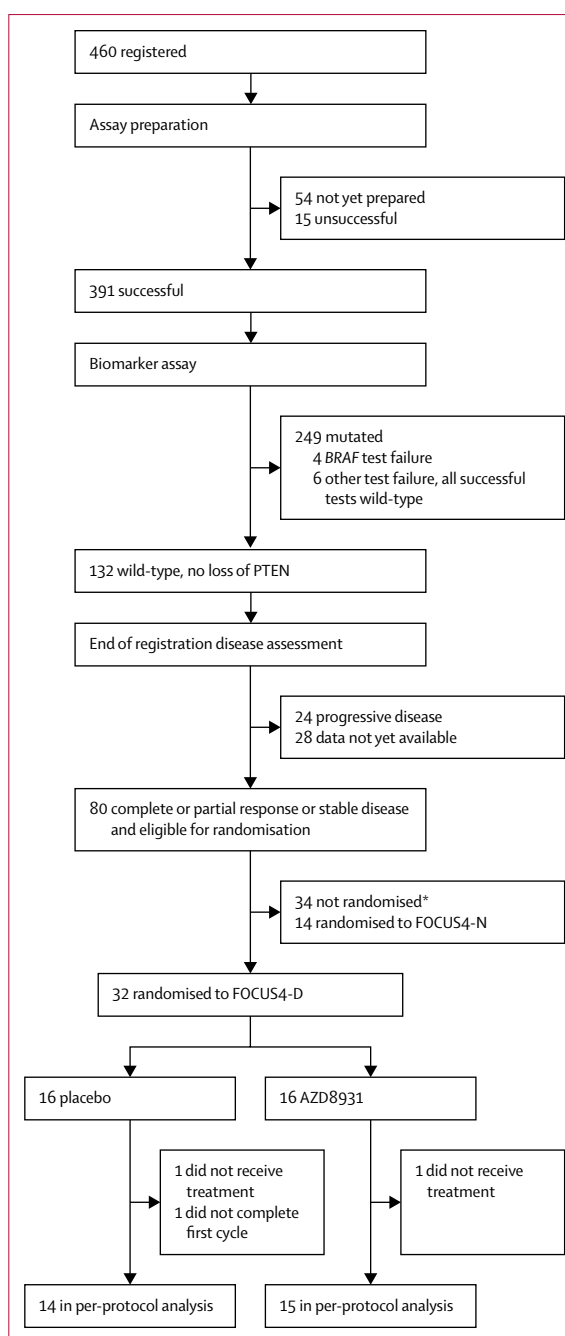 460 registered
Assay preparation
54 not yet prepared
15 unsuccessful
391 successful
Biomarker assay
249 mutated
4 BRAF test failure
6 other test failure, all successful
tests wild-type
132 wild-type, no loss of PTEN
End of registration disease assessment
24 progressive disease
28 data not yet available
80 complete or partial response or stable disease
and eligible for randomisation
34 not randomised*
14 randomised to FOCUS4-N
32 randomised to FOCUS4-D
16 placebo
16 AZD8931
1 did not receive
treatment
1 did not complete
first cycle
1 did not receive
treatment
14 in per-protocol analysis
15 in per-protocol analysis